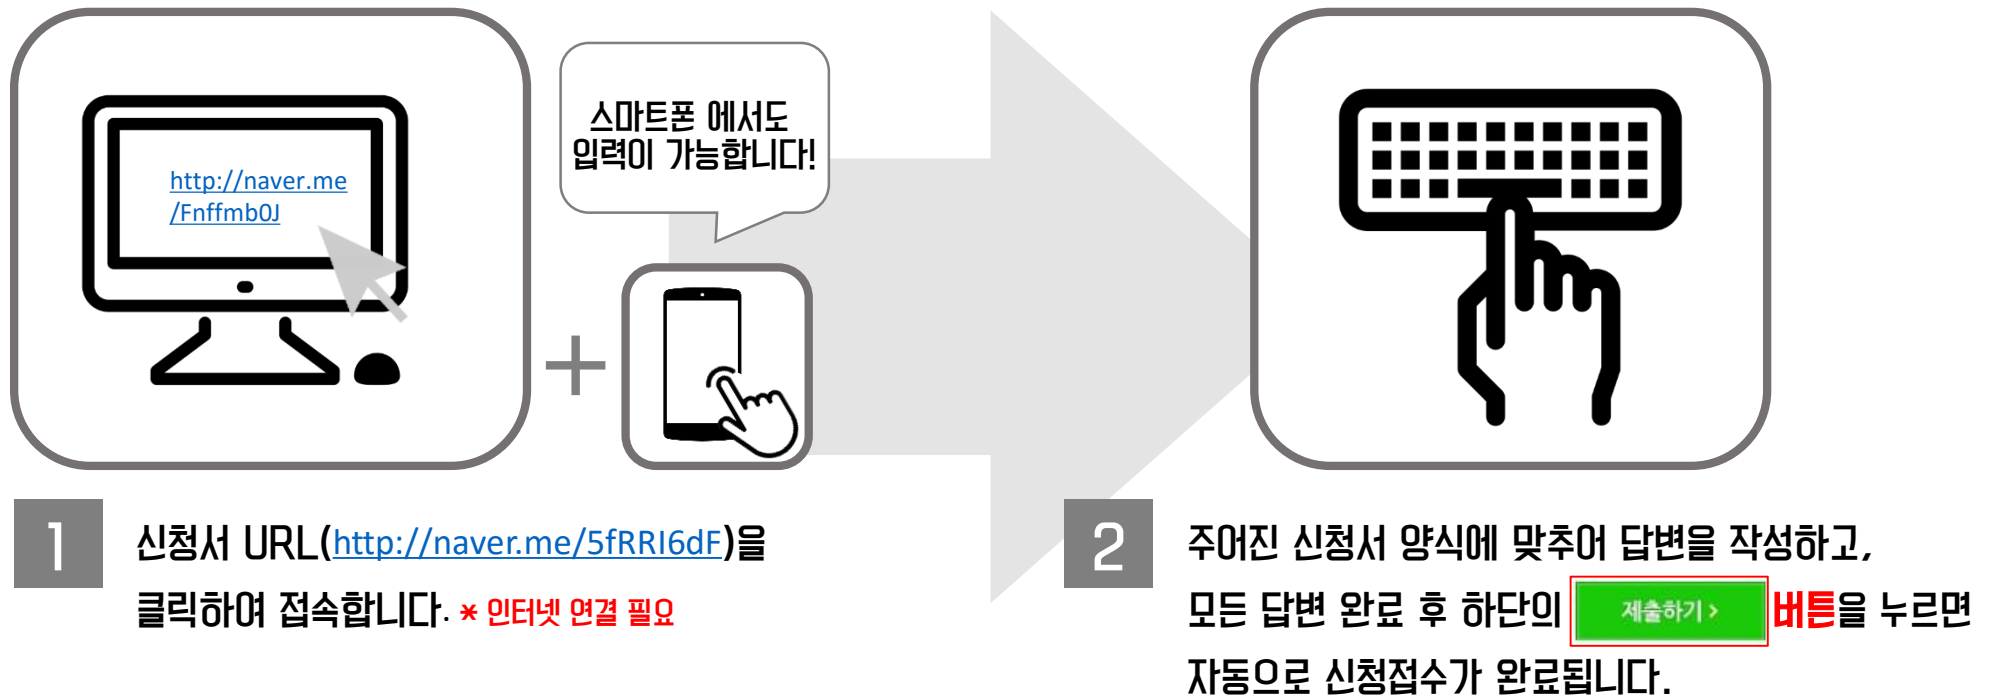 http://naver.me
/Fnffmb0J
스마트폰 에서도
입력이 가능합니다!
1
신청서 URL(http://naver.me/5fRRI6dF)을
클릭하여 접속합니다. * 인터넷 연결 필요
2
주어진 신청서 양식에 맞추어 답변을 작성하고,
모든 답변 완료 후 하단의 제출하기 > 버튼을 누르면
자동으로 신청접수가 완료됩니다.